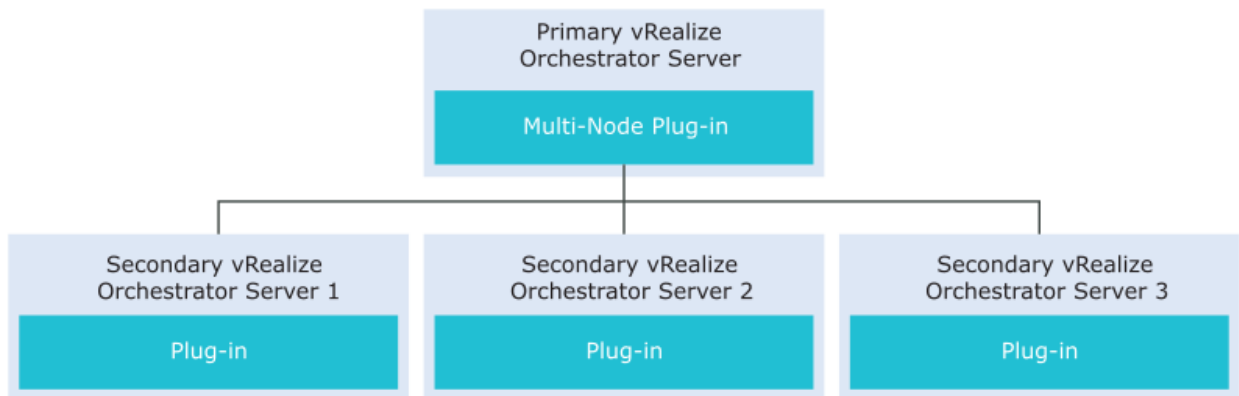 Primary vRealize
Orchestrator Server
Multi-Node Plug-in
Secondary vRealize
Orchestrator Server 1
Plug-in
Secondary vRealize
Orchestrator Server 2
Plug-in
Secondary vRealize
Orchestrator Server 3
Plug-in